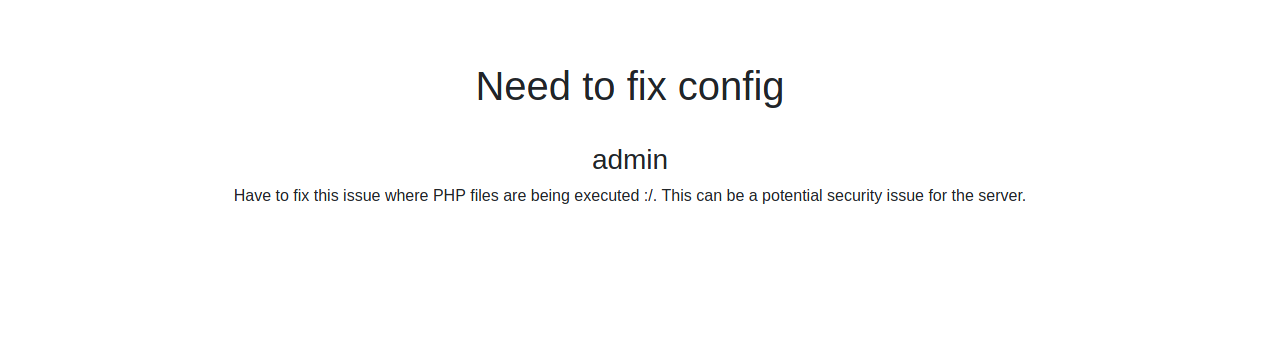 Need to fix config
admin
Have to fix this issue where PHP files are being executed :/. This can be a potential security issue for the server.